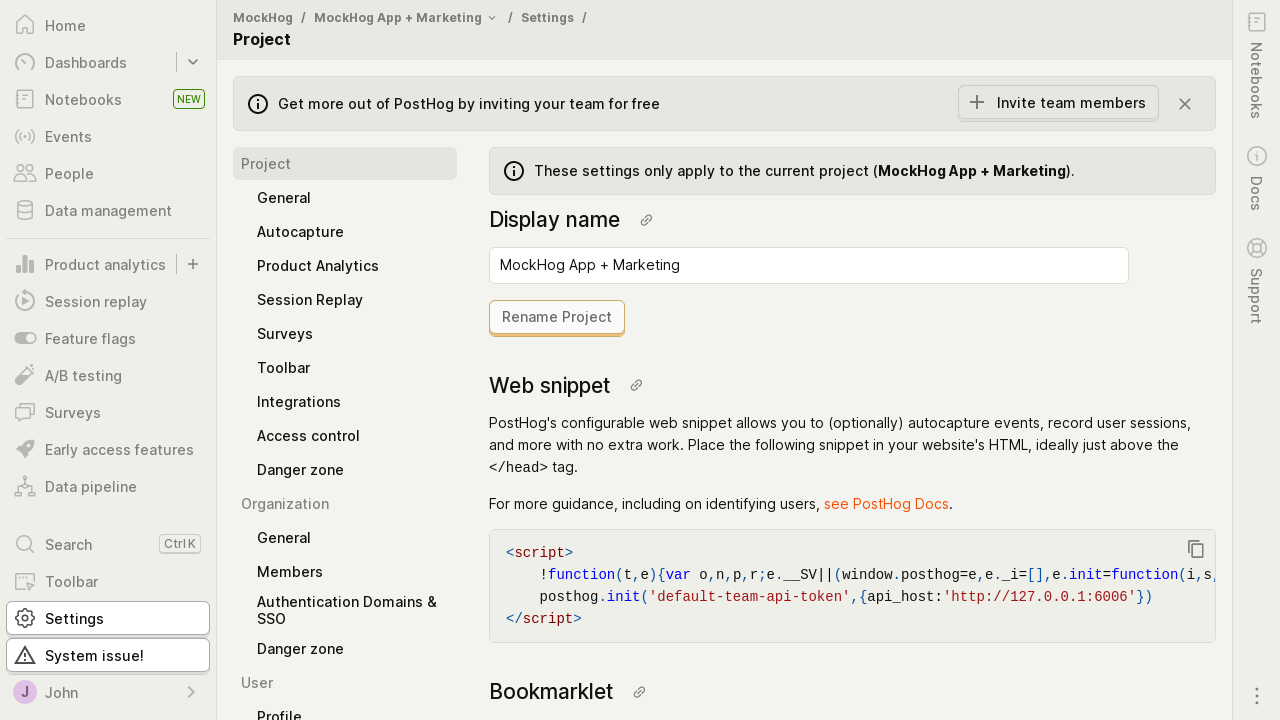 Home
Dashboards
Notebooks
NEW
Events
People
Data management
Product analytics
Session replay
Feature flags
A/B testing
Surveys
Early access features
Data pipeline
Search
Ctrl K
Toolbar
Settings
System issue!
J
John
MockHog / MockHog App + Marketing / Settings /
Project
Get more out of PostHog by inviting your team for free
Invite team members
Project
General
Autocapture
Product Analytics
Session Replay
Surveys
Toolbar
Integrations
Access control
Danger zone
Organization
General
Members
Authentication Domains &
SSO
Danger zone
User
Profile
These settings only apply to the current project (MockHog App + Marketing).
Display name
MockHog App + Marketing
Rename Project
Web snippet
PostHog's configurable web snippet allows you to (optionally) autocapture events, record user sessions,
and more with no extra work. Place the following snippet in your website's HTML, ideally just above the
</head> tag.
For more guidance, including on identifying users, see PostHog Docs.
<script>
!function(t,e){var o,n,p,r;e.__SV||(window.posthog=e,e._i=[],e.init=function(i,s,
posthog.init('default-team-api-token',{api_host:'http://127.0.0.1:6006'})
</script>
Bookmarklet
Notebooks
Docs
Support